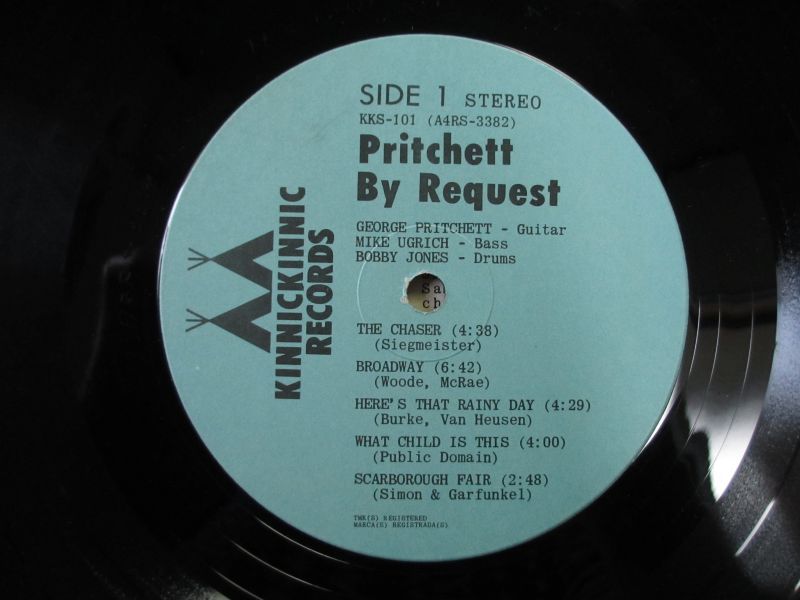 SIDE 1 STEREO
KKS-101 (A4RS-3382)
Pritchett
By Request
GEORGE PRITCHETT - Guitar
MIKE UGRICH - Bass
BOBBY JONES - Drums
Sa
cb
KINNICKINNIC
RECORDS
THE CHASER (4:38)
(Siegmeister)
BROADWAY (6:42)
(Woode, McRae)
HERE'S THAT RAINY DAY (4:29)
(Burke, Van Heusen)
WHAT CHILD IS THIS (4:00)
(Public Domain)
SCARBOROUGH FAIR (2:48)
(Simon & Garfunkel)
TMK(S) REGISTERED
MARCA(S) REGISTRADA(S)